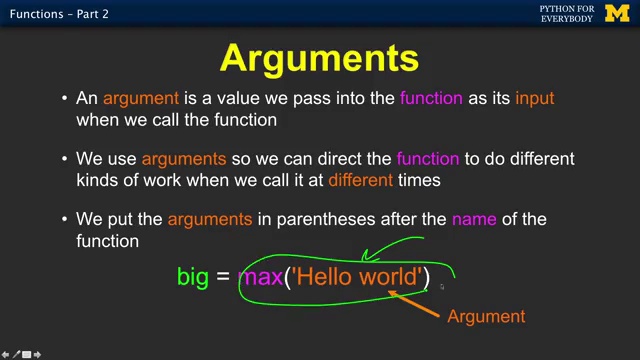 Functions – Part 2
PYTHON FOR
EVERYBODY
M
Arguments
• An argument is a value we pass into the function as its input
when we call the function
• We use arguments so we can direct the function to do different
kinds of work when we call it at different times
• We put the arguments in parentheses after the name of the
function
big = max('Hello world')
Argument